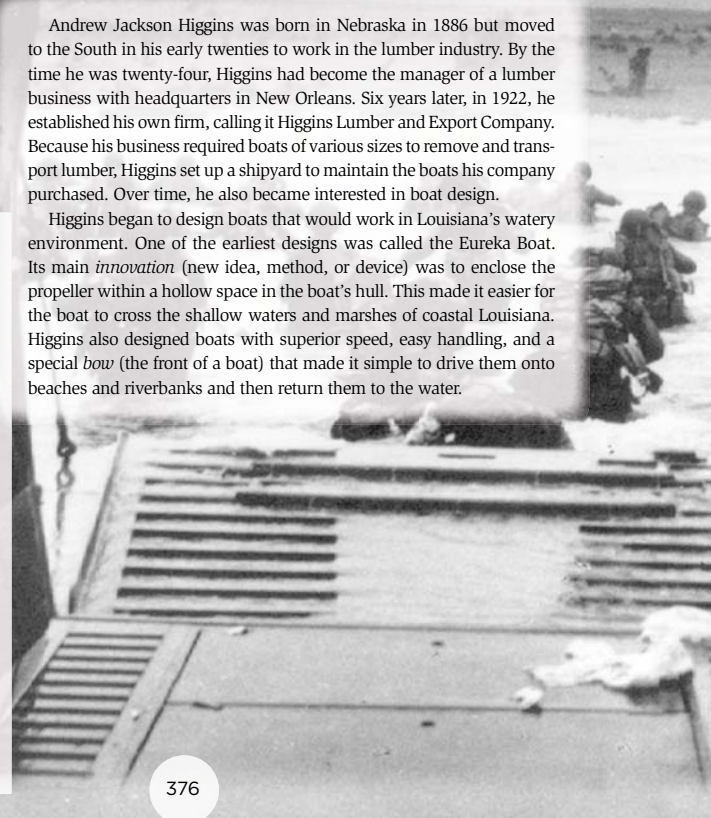 Andrew Jackson Higgins was born in Nebraska in 1886 but moved
to the South in his early twenties to work in the lumber industry. By the
time he was twenty-four, Higgins had become the manager of a lumber
business with headquarters in New Orleans. Six years later, in 1922, he
established his own firm, calling it Higgins Lumber and Export Company.
Because his business required boats of various sizes to remove and trans-
port lumber, Higgins set up a shipyard to maintain the boats his company
purchased. Over time, he also became interested in boat design.
Higgins began to design boats that would work in Louisiana’s watery
environment. One of the earliest designs was called the Eureka Boat.
Its main innovation (new idea, method, or device) was to enclose the
propeller within a hollow space in the boat’s hull. This made it easier for
the boat to cross the shallow waters and marshes of coastal Louisiana.
Higgins also designed boats with superior speed, easy handling, and a
special bow (the front of a boat) that made it simple to drive them onto
beaches and riverbanks and then return them to the water.
376